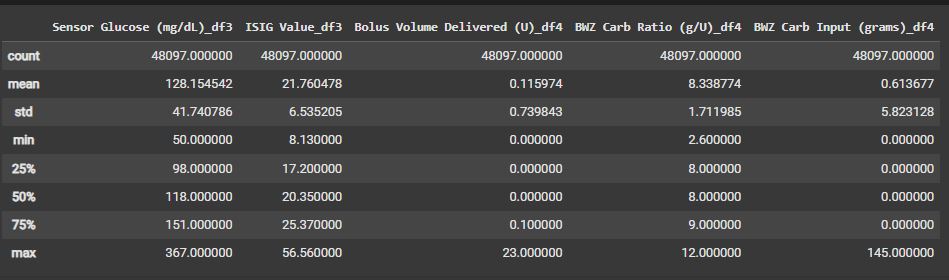 Sensor Glucose (mg/dL)_df3 ISIG Value_df3 Bolus Volume Delivered (U)_df4 BWZ Carb Ratio (g/U)_df4 BWZ Carb Input (grams)_df4
count 48097.000000 48097.000000 48097.000000 48097.000000 48097.000000
mean 128.154542 21.760478 0.115974 8.338774 0.613677
std 41.740786 6.535205 0.739843 1.711985 5.823128
min 50.000000 8.130000 0.000000 2.600000 0.000000
25% 98.000000 17.200000 0.000000 8.000000 0.000000
50% 118.000000 20.350000 0.000000 8.000000 0.000000
75% 151.000000 25.370000 0.100000 9.000000 0.000000
max 367.000000 56.560000 23.000000 12.000000 145.000000